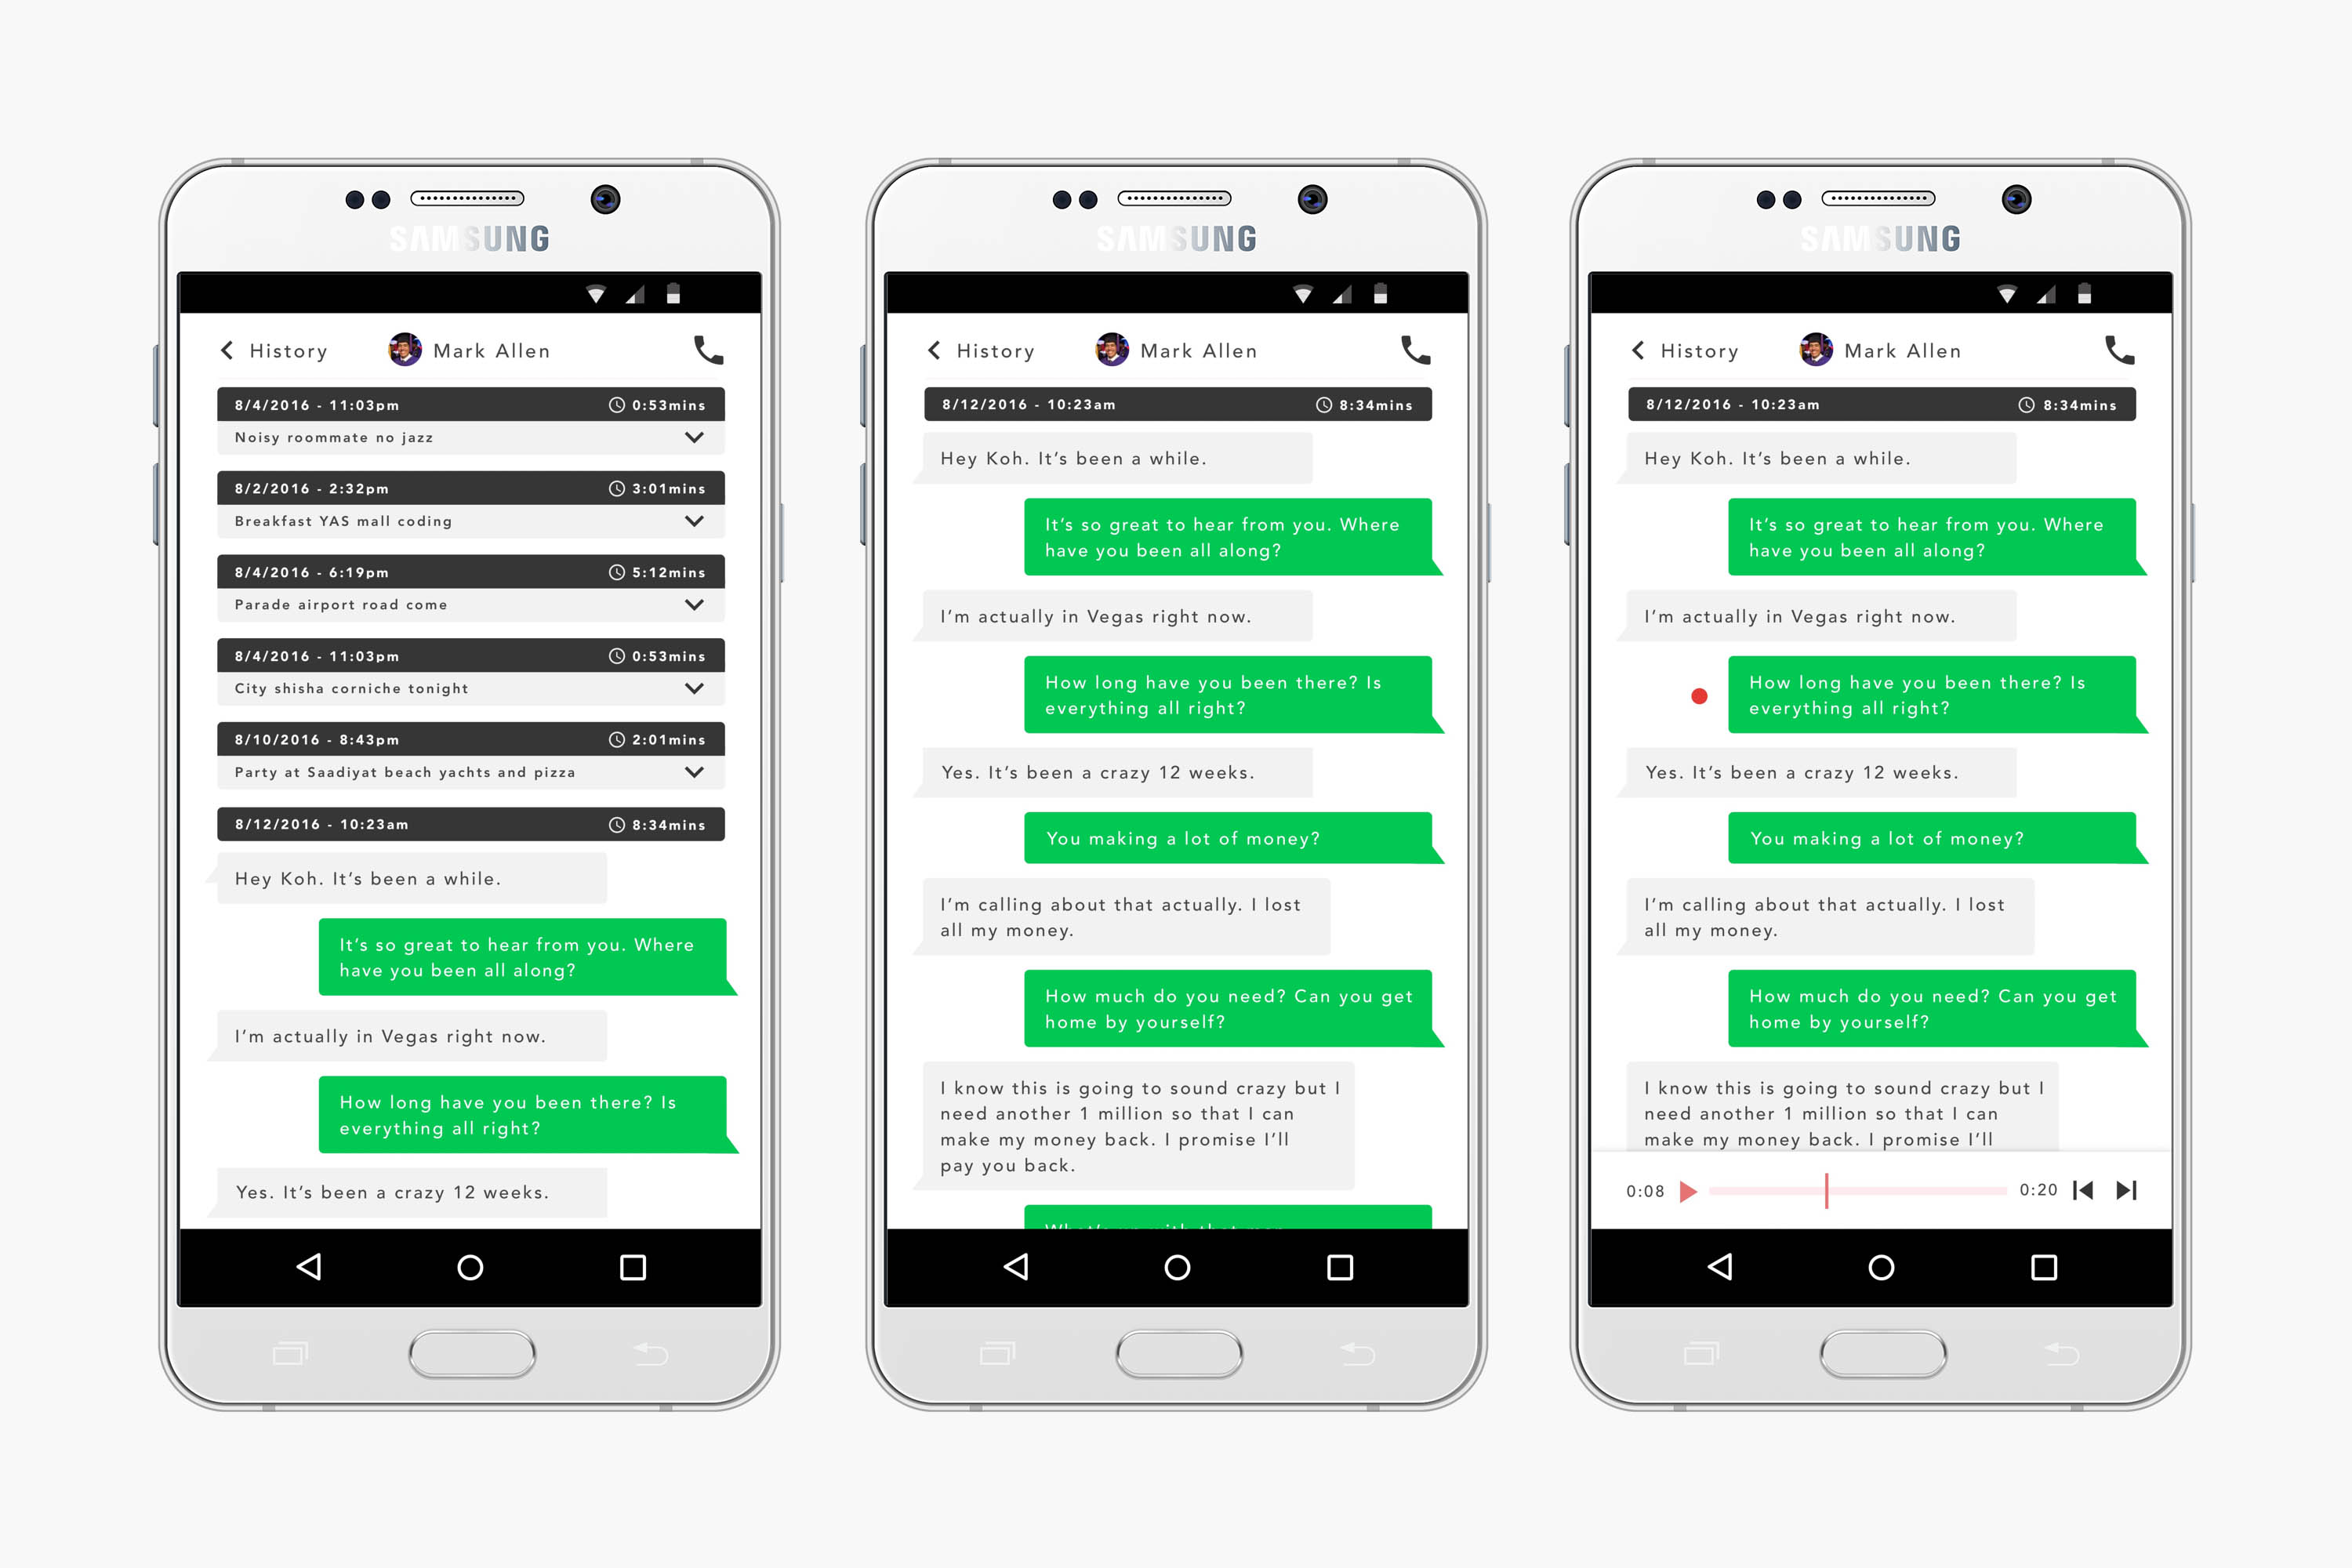 SAMSUNG
History
Mark Allen
8/4/2016 - 11:03pm
0:53mins
Noisy roommate no jazz
8/2/2016 - 2:32pm
3:01mins
Breakfast YAS mall coding
8/4/2016 - 6:19pm
5:12mins
Parade airport road come
8/4/2016 - 11:03pm
0:53mins
City shisha corniche tonight
8/10/2016 - 8:43pm
2:01mins
Party at Saadiyat beach yachts and pizza
8/12/2016 - 10:23am
8:34mins
Hey Koh. It’s been a while.
It’s so great to hear from you. Where
have you been all along?
I’m actually in Vegas right now.
How long have you been there? Is
everything all right?
Yes. It’s been a crazy 12 weeks.
SAMSUNG
History
Mark Allen
8/12/2016 - 10:23am
8:34mins
Hey Koh. It’s been a while.
It’s so great to hear from you. Where
have you been all along?
I’m actually in Vegas right now.
How long have you been there? Is
everything all right?
Yes. It’s been a crazy 12 weeks.
You making a lot of money?
I’m calling about that actually. I lost
all my money.
How much do you need? Can you get
home by yourself?
I know this is going to sound crazy but I
need another 1 million so that I can
make my money back. I promise I’ll
pay you back.
SAMSUNG
History
Mark Allen
8/12/2016 - 10:23am
8:34mins
Hey Koh. It’s been a while.
It’s so great to hear from you. Where
have you been all along?
I’m actually in Vegas right now.
How long have you been there? Is
everything all right?
Yes. It’s been a crazy 12 weeks.
You making a lot of money?
I’m calling about that actually. I lost
all my money.
How much do you need? Can you get
home by yourself?
I know this is going to sound crazy but I
need another 1 million so that I can
make my money back. I promise I’ll
0:08
0:20